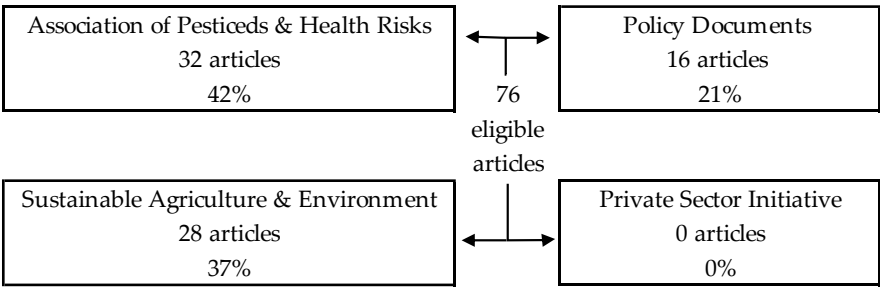 Association of Pesticeds & Health Risks
32 articles
42%
Policy Documents
16 articles
21%
76
eligible
articles
Sustainable Agriculture & Environment
28 articles
37%
Private Sector Initiative
0 articles
0%